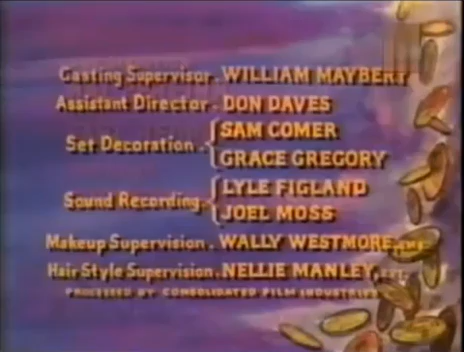 Casting Supervisor. WILLIAM MAYBERY
Assistant Director. DON DAVES
Set Decoration. SAM COMER
GRACE GREGORY
Sound Recording. LYLE FIGLAND
JOEL MOSS
Makeup Supervision. WALLY WESTMORE, S.M.A.
Hair Style Supervision. NELLIE MANLEY,
PROCESSED BY CONSOLIDATED FILM INDUSTRIES